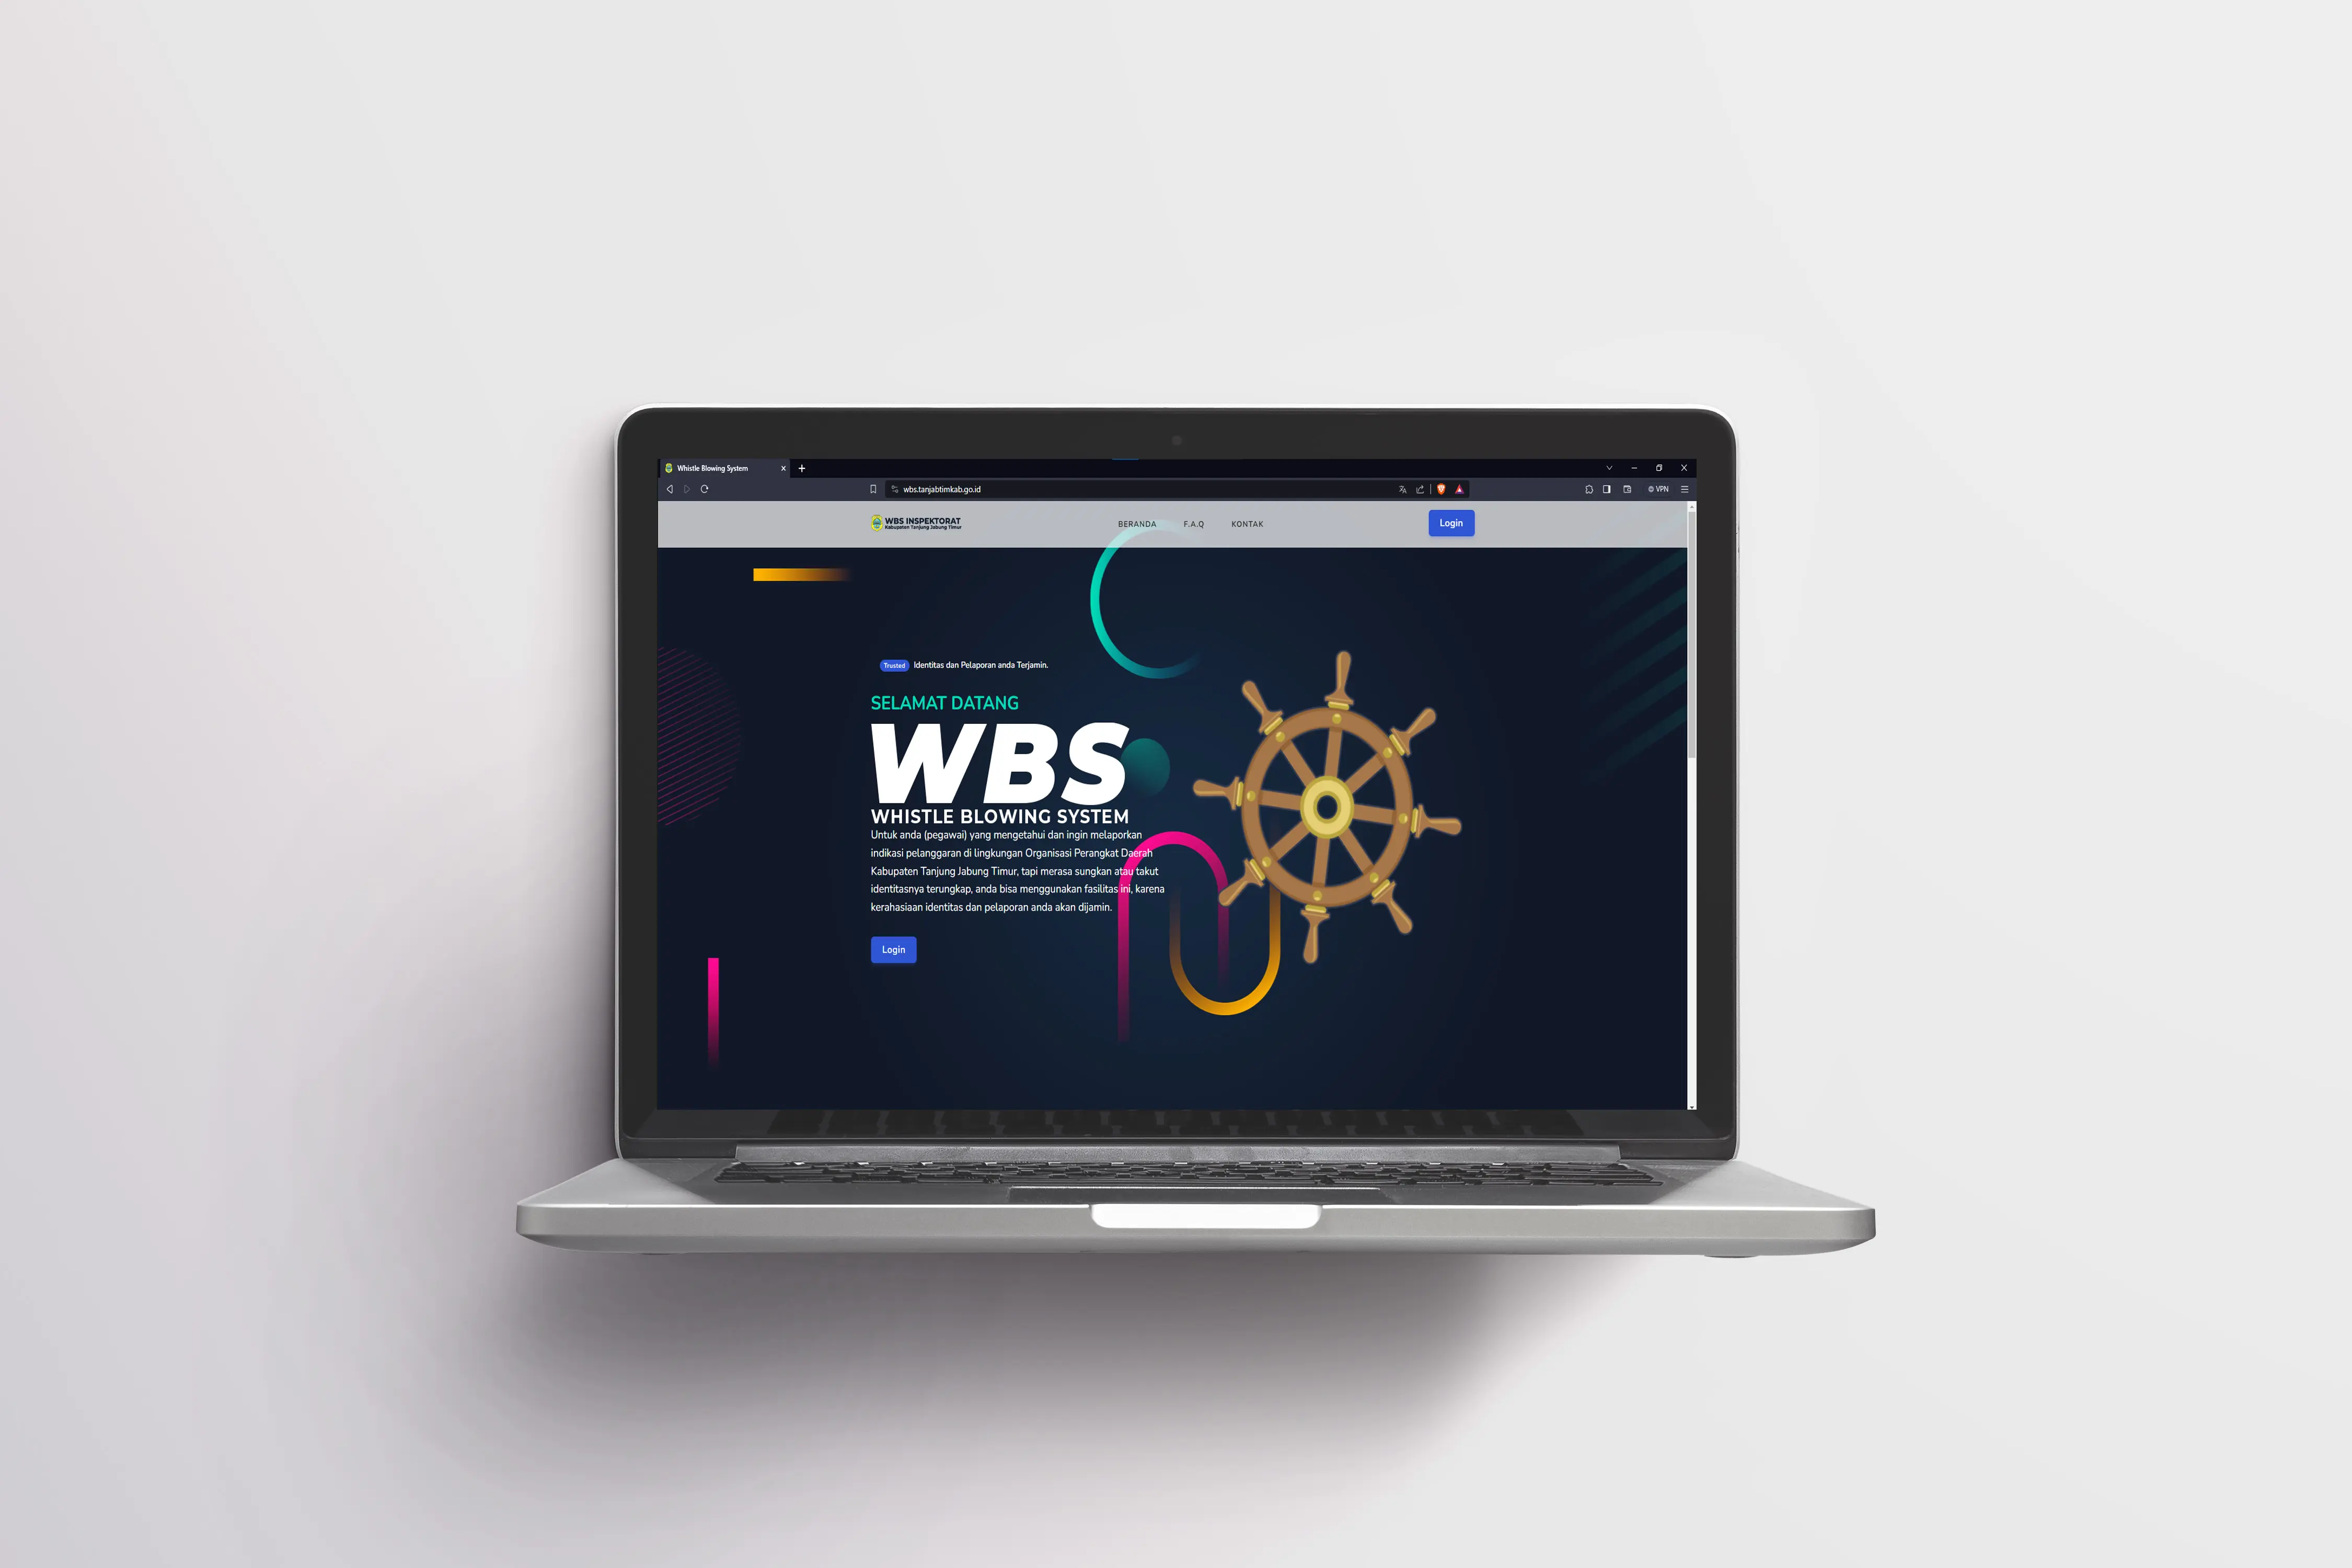 Whistle Blowing System
wbs.tanjabtimkab.go.id
VPN
WBS INSPEKTORAT
Kabupaten Tanjung Jabung Timur
BERANDA F.A.Q KONTAK
Login
Trusted Identitas dan Pelaporan anda Terjamin.
SELAMAT DATANG
WBS
WHISTLE BLOWING SYSTEM
Untuk anda (pegawai) yang mengetahui dan ingin melaporkan
indikasi pelanggaran di lingkungan Organisasi Perangkat Daerah
Kabupaten Tanjung Jabung Timur, tapi merasa sungkan atau takut
identitasnya terungkap, anda bisa menggunakan fasilitas ini, karena
kerahasiaan identitas dan pelaporan anda akan dijamin.
Login